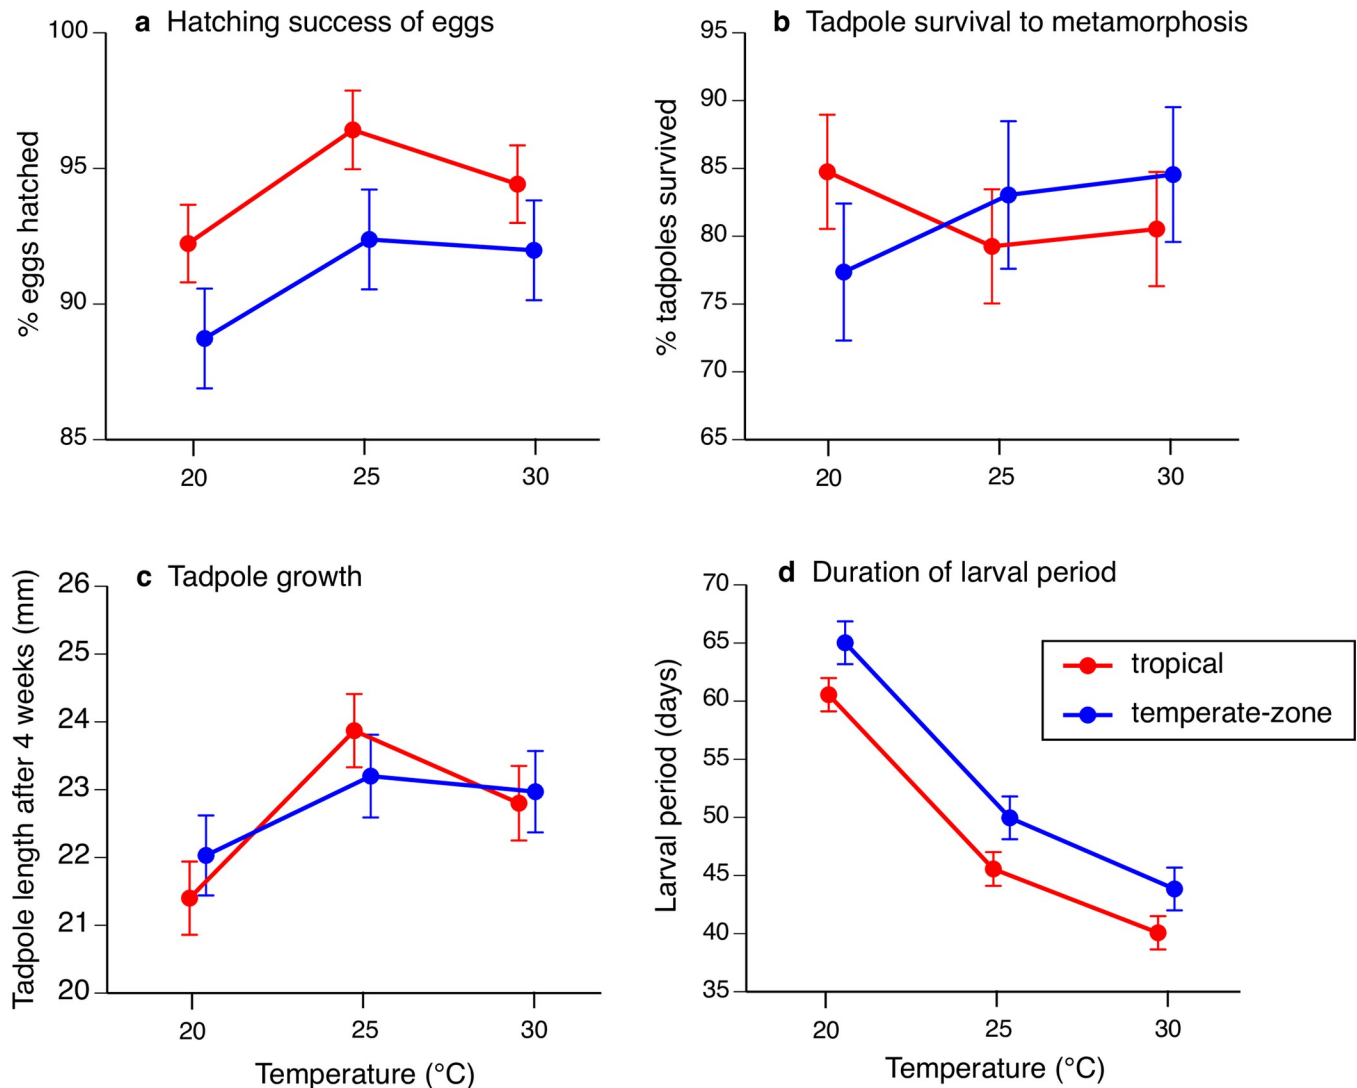 a Hatching success of eggs
% eggs hatched
100
95
90
85
20 25 30
b Tadpole survival to metamorphosis
% tadpoles survived
95
90
85
80
75
70
65
20 25 30
c Tadpole growth
Tadpole length after 4 weeks (mm)
26
25
24
23
22
21
20
20 25 30
Temperature (°C)
d Duration of larval period
Larval period (days)
70
65
60
55
50
45
40
35
20 25 30
Temperature (°C)
tropical
temperate-zone